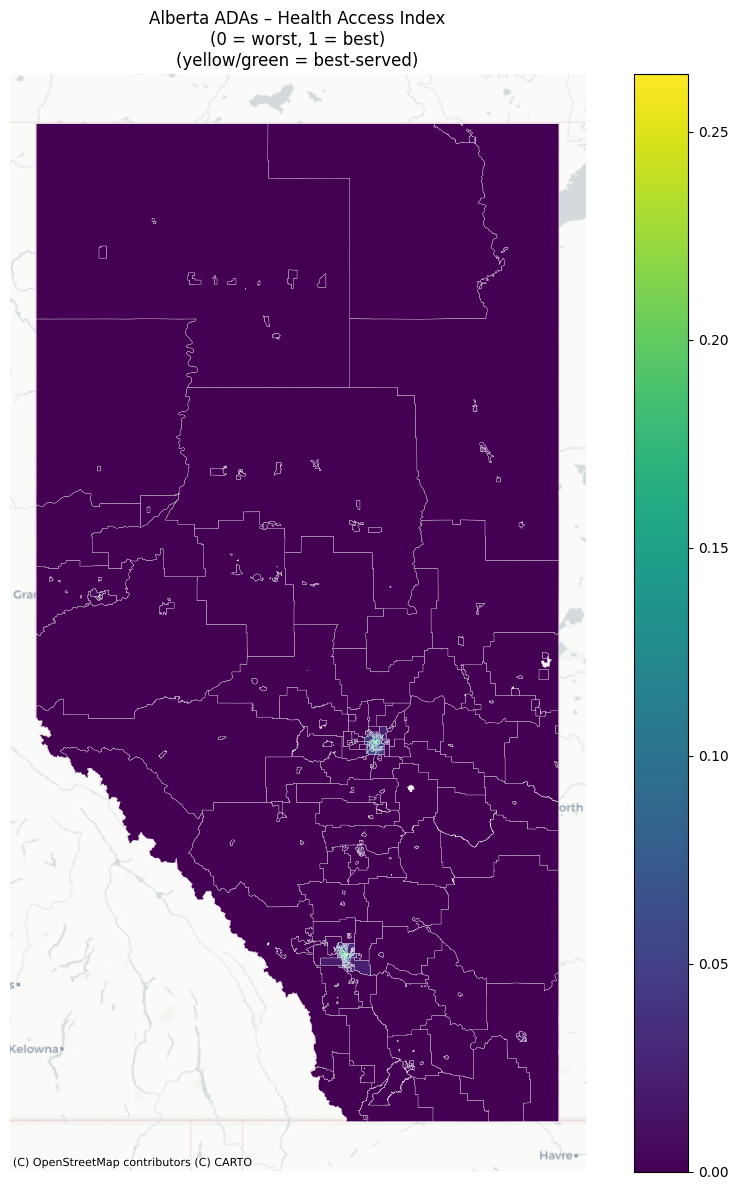 Alberta ADAs – Health Access Index
(0 = worst, 1 = best)
(yellow/green = best-served)
0.25
0.20
Gran
0.15
0.10
orth
s
Kelowna
0.05
Havre
(C) OpenStreetMap contributors (C) CARTO
0.00